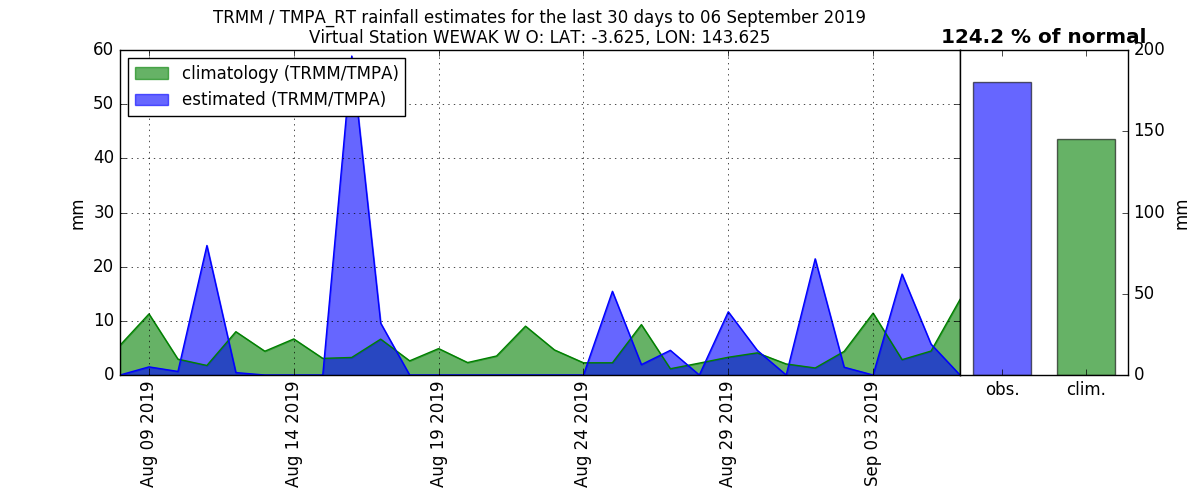 TRMM / TMPA_RT rainfall estimates for the last 30 days to 06 September 2019
Virtual Station WEWAK W O: LAT: -3.625, LON: 143.625
124.2 % of normal
climatology (TRMM/TMPA)
estimated (TRMM/TMPA)
60
50
40
30
20
10
0
mm
Aug 09 2019
Aug 14 2019
Aug 19 2019
Aug 24 2019
Aug 29 2019
Sep 03 2019
obs.
clim.
200
150
100
50
0
mm